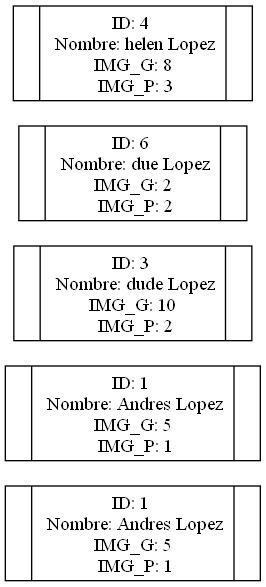 ID: 4
Nombre: helen Lopez
IMG_G: 8
IMG_P: 3
ID: 6
Nombre: due Lopez
IMG_G: 2
IMG_P: 2
ID: 3
Nombre: dude Lopez
IMG_G: 10
IMG_P: 2
ID: 1
Nombre: Andres Lopez
IMG_G: 5
IMG_P: 1
ID: 1
Nombre: Andres Lopez
IMG_G: 5
IMG_P: 1